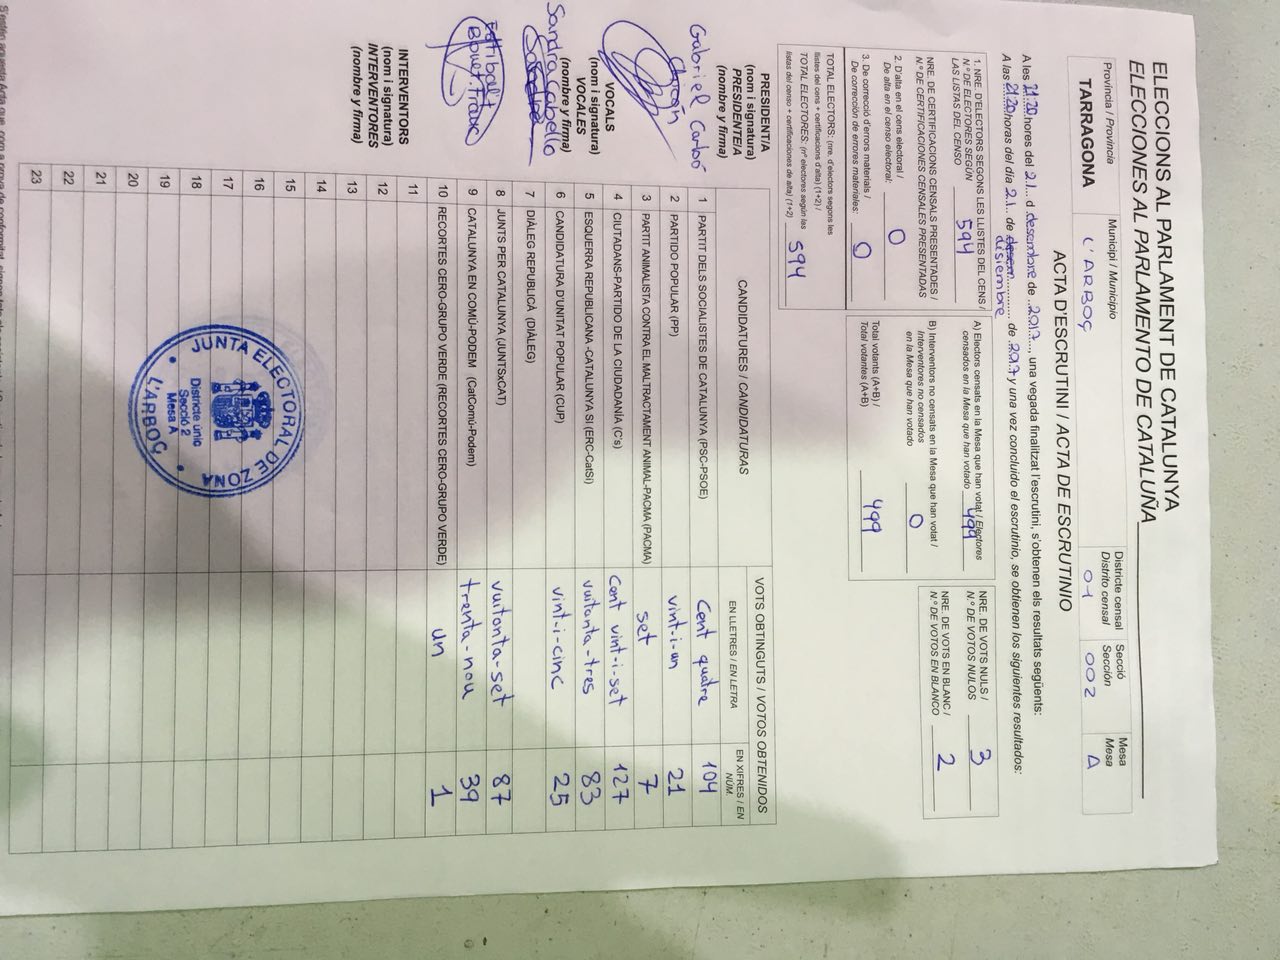 ELECCIONS AL PARLAMENT DE CATALUNYA
ELECCIONES AL PARLAMENTO DE CATALUÑA
Província / Provincia
TARRAGONA
Municipi / Municipio
L'ARBOÇ
Districte censal
Distrito censal
01
Secció
Sección
002
Mesa
Mesa
A
ACTA D'ESCRUTINI / ACTA DE ESCRUTINIO
A les 21:20 hores del 21 d desembre de 2017, una vegada finalitzat l'escrutini, s'obtenen els resultats següents:
A las 21:20 horas del día 21 de disiembre de 2017 y una vez concluido el escrutinio, se obtienen los siguientes resultados:
1. NRE. D'ELECTORS SEGONS LES LLISTES DEL CENS /
N.º DE ELECTORES SEGÚN
LAS LISTAS DEL CENSO 594
NRE. DE CERTIFICACIONS CENSALS PRESENTADES /
N.º DE CERTIFICACIONES CENSALES PRESENTADAS
2. D'alta en el cens electoral /
De alta en el censo electoral: 0
3. De correcció d'errors materials /
De corrección de errores materiales: 0
TOTAL ELECTORS: (nre. d'electors segons les
llistes del cens + certificacions d'alta) (1+2) /
TOTAL ELECTORES: (nº electores según las
listas del censo + certificaciones de alta) (1+2) 594
A) Electors censats en la Mesa que han votat / Electores
censados en la Mesa que han votado 499
B) Interventors no censats en la Mesa que han votat /
Interventores no censados
en la Mesa que han votado 0
Total votants (A+B) /
Total votantes (A+B) 499
NRE. DE VOTS NULS /
N.º DE VOTOS NULOS 3
NRE. DE VOTS EN BLANC /
N.º DE VOTOS EN BLANCO 2
PRESIDENT/A
(nom i signatura)
PRESIDENTE/A
(nombre y firma)
Gabriel Carbó
VOCALS
(nom i signatura)
VOCALES
(nombre y firma)
Sandra Cabello
INTERVENTORS
(nom i signatura)
INTERVENTORES
(nombre y firma)
CANDIDATURES / CANDIDATURAS
VOTS OBTINGUTS / VOTOS OBTENIDOS
EN LLETRES / EN LETRA
EN XIFRES / EN NÚM.
1 PARTIT DELS SOCIALISTES DE CATALUNYA (PSC-PSOE) Cent quatre 104
2 PARTIDO POPULAR (PP) vint-i-un 21
3 PARTIT ANIMALISTA CONTRA EL MALTRACTAMENT ANIMAL-PACMA (PACMA) set 7
4 CIUTADANS-PARTIDO DE LA CIUDADANÍA (C's) Cent vint-i-set 127
5 ESQUERRA REPUBLICANA -CATALUNYA SÍ (ERC-CatSí) vuitanta-tres 83
6 CANDIDATURA D'UNITAT POPULAR (CUP) vint-i-cinc 25
7 DIÀLEG REPUBLICÀ (DIÀLEG)
8 JUNTS PER CATALUNYA (JUNTSxCAT) vuitanta-set 87
9 CATALUNYA EN COMÚ-PODEM (CatComú-Podem) trenta-nou 39
10 RECORTES CERO-GRUPO VERDE (RECORTES CERO-GRUPO VERDE) un 1
11
12
13
14
15
16
17
18
19
20
21
22
23
JUNTA ELECTORAL DE ZONA
Districte únic
Secció 2
Mesa A
L'ARBOÇ